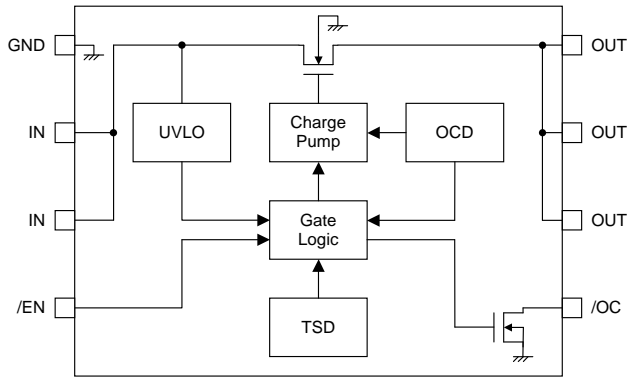 GND
OUT
IN
UVLO
Charge
Pump
OCD
OUT
IN
Gate
Logic
OUT
/EN
TSD
/OC